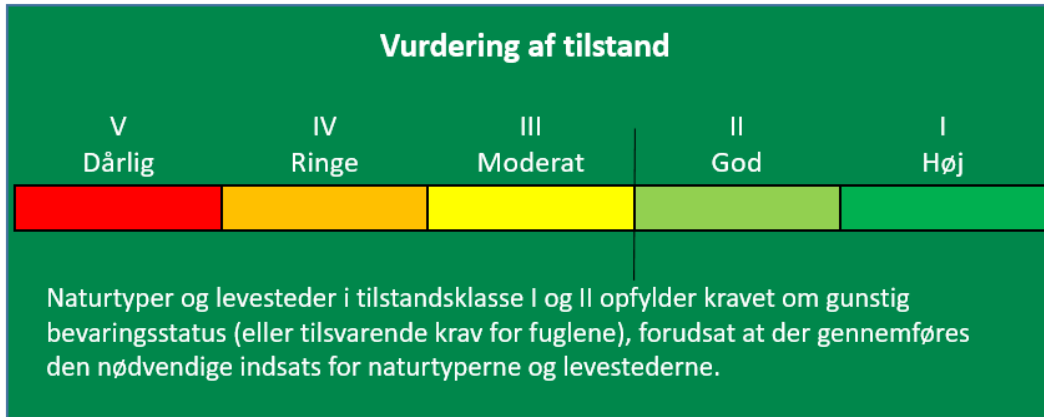 Vurdering af tilstand
V IV III II I
Dårlig Ringe Moderat God Høj
Naturtyper og levesteder i tilstandsklasse I og II opfylder kravet om gunstig
bevaringsstatus (eller tilsvarende krav for fuglene), forudsat at der gennemføres
den nødvendige indsats for naturtyperne og levestederne.